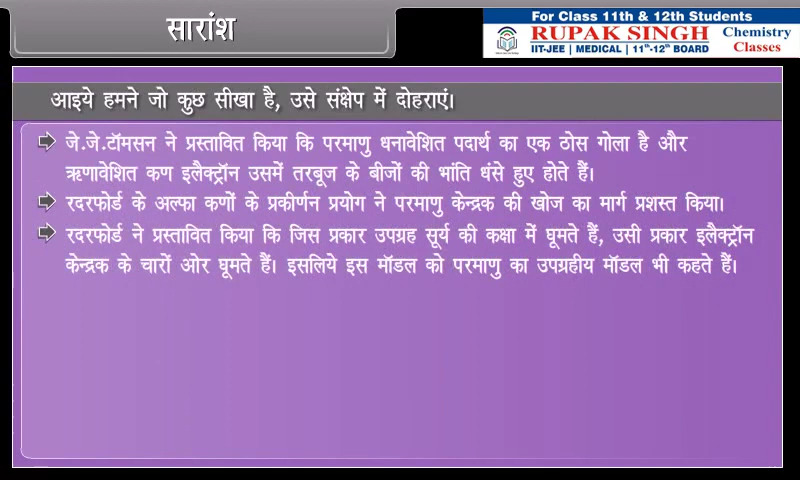 सारांश
For Class 11th & 12th Students
RUPAK SINGH
IIT-JEE | MEDICAL | 11th-12th BOARD
Chemistry
Classes
आइये हमने जो कुछ सीखा है, उसे संक्षेप में दोहराएं।
जे.जे.टॉमसन ने प्रस्तावित किया कि परमाणु धनावेशित पदार्थ का एक ठोस गोला है और
ऋणावेशित कण इलैक्ट्रॉन उसमें तरबूज के बीजों की भांति धंसे हुए होते हैं।
रदरफोर्ड के अल्फा कणों के प्रकीर्णन प्रयोग ने परमाणु केन्द्रक की खोज का मार्ग प्रशस्त किया।
रदरफोर्ड ने प्रस्तावित किया कि जिस प्रकार उपग्रह सूर्य की कक्षा में घूमते हैं, उसी प्रकार इलैक्ट्रॉन
केन्द्रक के चारों ओर घूमते हैं। इसलिये इस मॉडल को परमाणु का उपग्रहीय मॉडल भी कहते हैं।